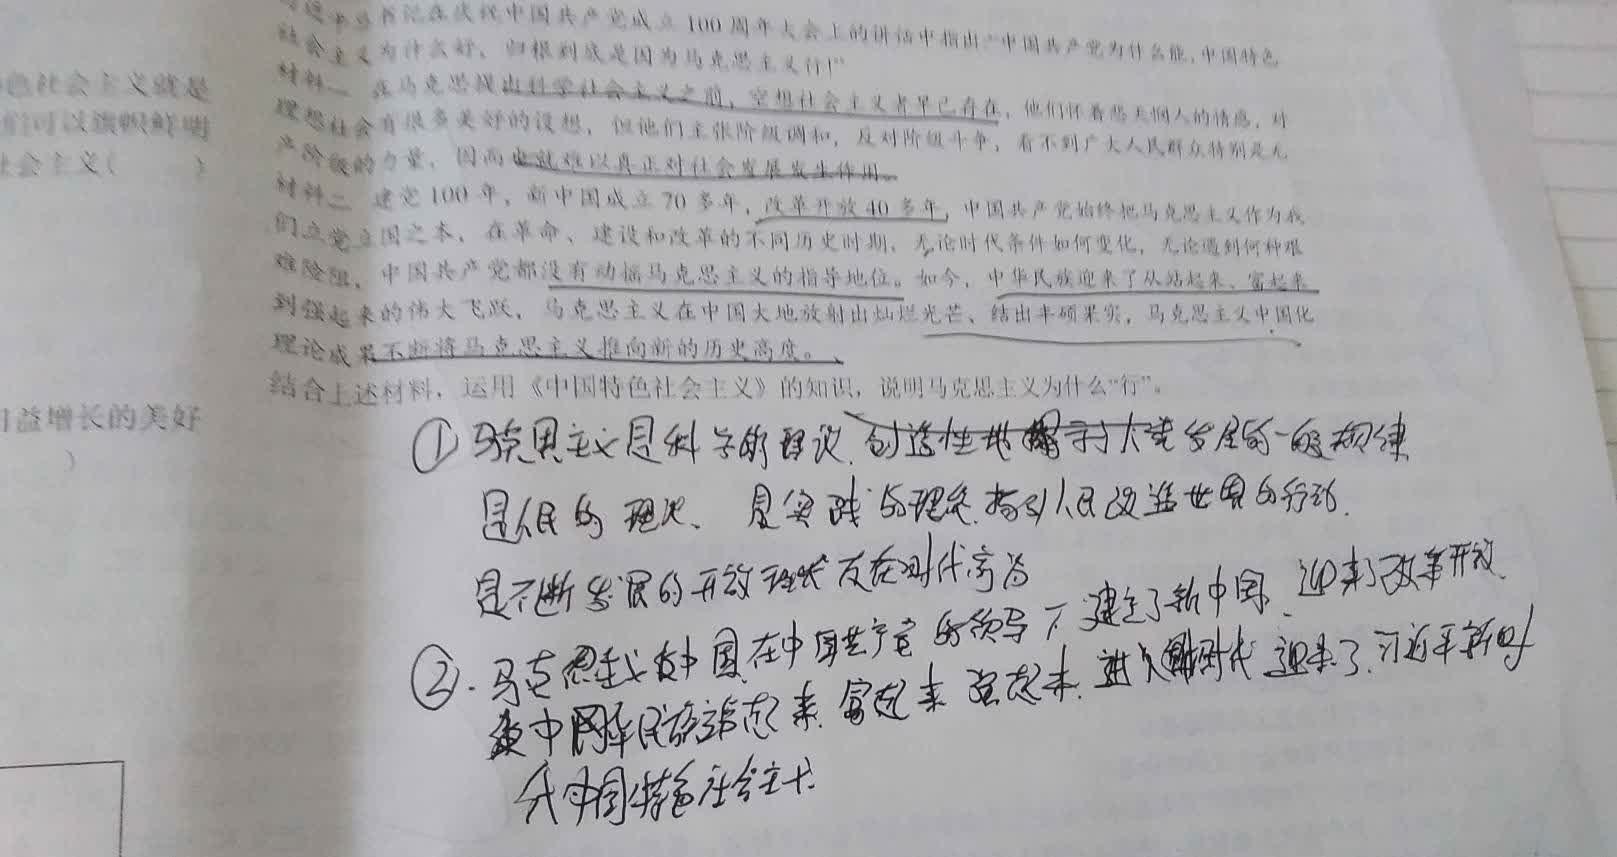 色社会主义就是
们可以旗帜鲜明
社会主义(　　)
日益增长的美好
)
书记在庆祝中国共产党成立100周年大会上的讲话中指出:“中国共产党为什么能,中国特色
社会主义为什么好，归根到底是因为马克思主义行!”
材料一 在马克思提出科学社会主义之前，空想社会主义者早已存在，他们怀着悲天悯人的情感，对
理想社会有很多美好的设想，但他们主张阶级调和，反对阶级斗争，看不到广大人民群众特别是无
产阶级的力量，因而也就难以真正对社会发展发生作用。
材料二 建党100年，新中国成立70多年，改革开放40多年，中国共产党始终把马克思主义作为我
们立党立国之本，在革命、建设和改革的不同历史时期，无论时代条件如何变化，无论遇到何种艰
难险阻，中国共产党都没有动摇马克思主义的指导地位。如今，中华民族迎来了从站起来、富起来
到强起来的伟大飞跃，马克思主义在中国大地放射出灿烂光芒、结出丰硕果实，马克思主义中国化
理论成果不断将马克思主义推向新的历史高度。
结合上述材料，运用《中国特色社会主义》的知识，说明马克思主义为什么“行”。
①马克思主义是科学的理论、创造性地揭示了人类发展的一般规律
是人民的理论、是实践的理论,指引人民改造世界的行动.
是不断发展的开放理论
②.马克思主义在中国,在中国共产党的领导下建立了新中国、迎来了改革开放、
中华民族站起来、富起来 强起来.进入新时代 迎来了.习近平新时
代中国特色社会主义